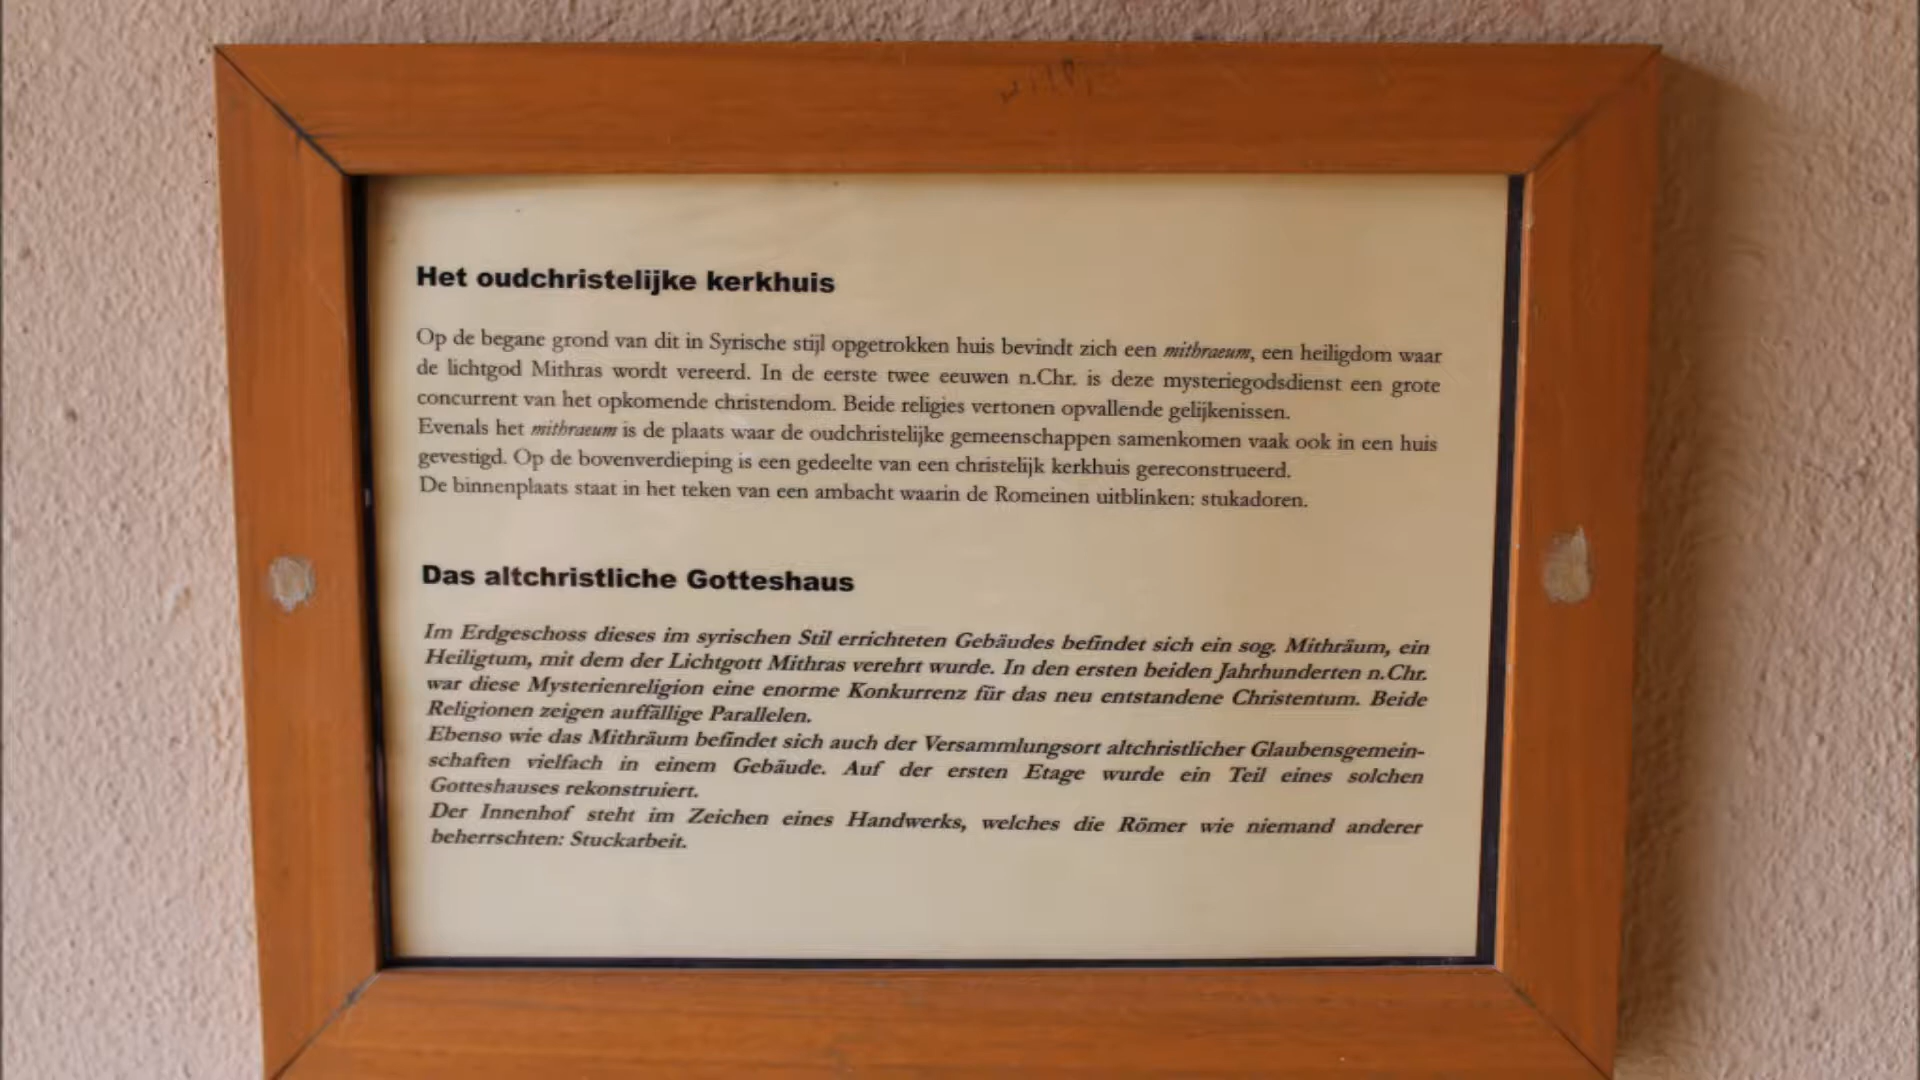 Het oudchristelijke kerkhuis
Op de begane grond van dit in Syrische stijl opgetrokken huis bevindt zich een mithraeum, een heiligdom waar
de lichtgod Mithras wordt vereerd. In de eerste twee eeuwen n.Chr. is deze mysteriegodsdienst een grote
concurrent van het opkomende christendom. Beide religies vertonen opvallende gelijkenissen.
Evenals het mithraeum is de plaats waar de oudchristelijke gemeenschappen samenkomen vaak ook in een huis
gevestigd. Op de bovenverdieping is een gedeelte van een christelijk kerkhuis gereconstrueerd.
De binnenplaats staat in het teken van een ambacht waarin de Romeinen uitblinken: stukadoren.
Das altchristliche Gotteshaus
Im Erdgeschoss dieses im syrischen Stil errichteten Gebäudes befindet sich ein sog. Mithräum, ein
Heiligtum, mit dem der Lichtgott Mithras verehrt wurde. In den ersten beiden Jahrhunderten n.Chr.
war diese Mysterienreligion eine enorme Konkurrenz für das neu entstandene Christentum. Beide
Religionen zeigen auffällige Parallelen.
Ebenso wie das Mithräum befindet sich auch der Versammlungsort altchristlicher Glaubensgemein-
schaften vielfach in einem Gebäude. Auf der ersten Etage wurde ein Teil eines solchen
Gotteshauses rekonstruiert.
Der Innenhof steht im Zeichen eines Handwerks, welches die Römer wie niemand anderer
beherrschten: Stuckarbeit.